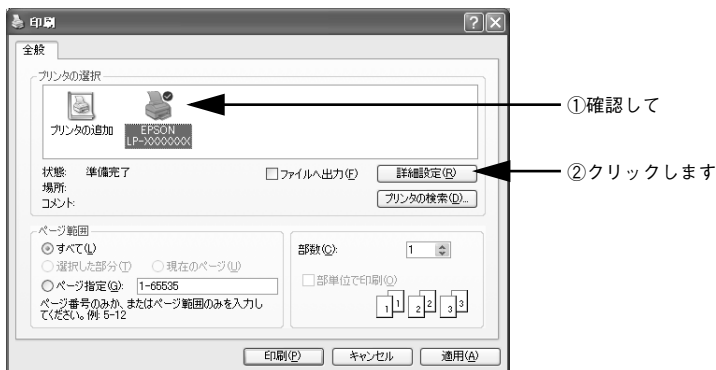 印刷
全般
プリンタの選択
プリンタの追加
EPSON
LP-XXXXXXX
①確認して
状態: 準備完了
場所:
コメント:
ファイルへ出力(F)
詳細設定(R)
②クリックします
プリンタの検索(D)...
ページ範囲
すべて(L)
選択した部分(T) 現在のページ(U)
ページ指定(G): 1-65535
ページ番号のみか、またはページ範囲のみを入力し
てください。例: 5-12
部数(C): 1
部単位で印刷(O)
1 1 2 2 3 3
印刷(P) キャンセル 適用(A)